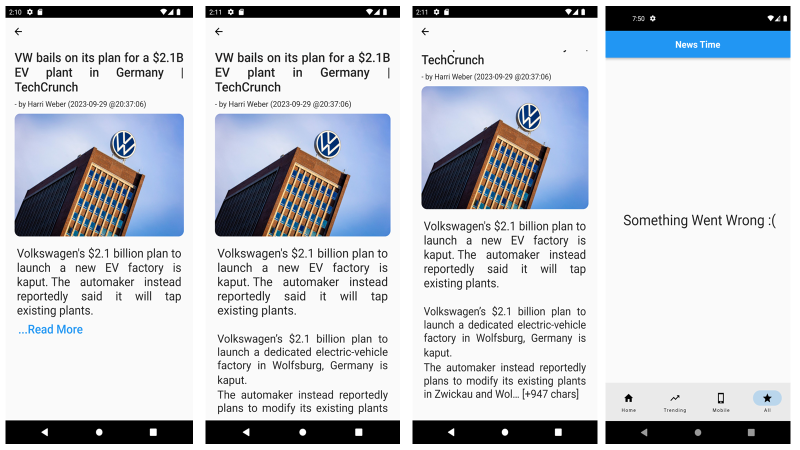 2:10
VW bails on its plan for a $2.1B
EV plant in Germany |
TechCrunch
- by Harri Weber (2023-09-29 @20:37:06)
Volkswagen's $2.1 billion plan to
launch a new EV factory is
kaput. The automaker instead
reportedly said it will tap
existing plants.
...Read More
2:11
VW bails on its plan for a $2.1B
EV plant in Germany |
TechCrunch
- by Harri Weber (2023-09-29 @20:37:06)
Volkswagen's $2.1 billion plan to
launch a new EV factory is
kaput. The automaker instead
reportedly said it will tap
existing plants.
Volkswagen's $2.1 billion plan to
launch a dedicated electric-vehicle
factory in Wolfsburg, Germany is
kaput.
The automaker instead reportedly
plans to modify its existing plants
2:11
TechCrunch
- by Harri Weber (2023-09-29 @20:37:06)
Volkswagen's $2.1 billion plan to
launch a new EV factory is
kaput. The automaker instead
reportedly said it will tap
existing plants.
Volkswagen's $2.1 billion plan to
launch a dedicated electric-vehicle
factory in Wolfsburg, Germany is
kaput.
The automaker instead reportedly
plans to modify its existing plants
in Zwickau and Wol... [+947 chars]
7:50
News Time
Something Went Wrong :(
Home
Trending
Mobile
All